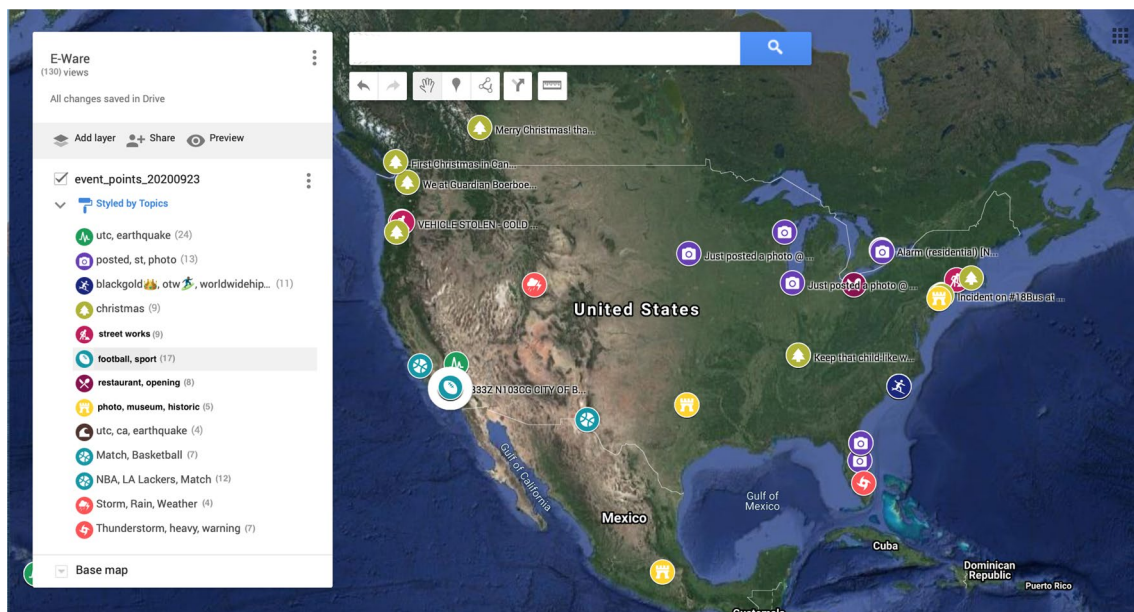 E-Ware
(130) views
All changes saved in Drive
Add layer Share Preview
event_points_20200923
Styled by Topics
utc, earthquake (24)
posted, st, photo (13)
blackgold👑, otw🏂, worldwidehip... (11)
christmas (9)
street works (9)
football, sport (17)
restaurant, opening (8)
photo, museum, historic (5)
utc, ca, earthquake (4)
Match, Basketball (7)
NBA, LA Lackers, Match (12)
Storm, Rain, Weather (4)
Thunderstorm, heavy, warning (7)
Base map
Merry Christmas! tha...
First Christmas in Can...
We at Guardian Boerboe...
VEHICLE STOLEN - COLD ...
Just posted a photo @ ...
Alarm (residential) [N...
Just posted a photo @ ...
Incident on #18Bus at ...
United States
Keep that child-like w...
333Z N103CG CITY OF B...
Gulf of California
Gulf of
Mexico
Mexico
Cuba
Dominican
Republic
Puerto Rico
Guatemala